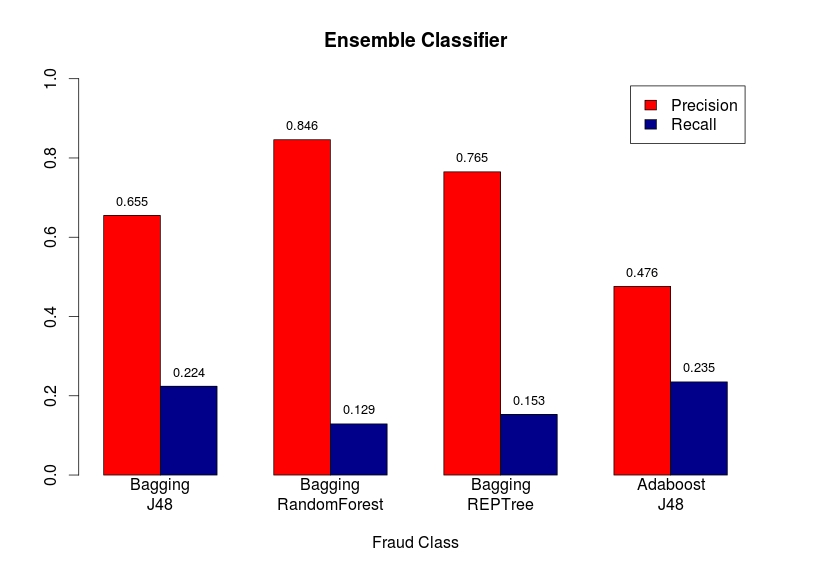 Ensemble Classifier
1.0
0.8
0.6
0.4
0.2
0.0
Precision
Recall
0.655
0.224
0.846
0.129
0.765
0.153
0.476
0.235
Bagging
J48
Bagging
RandomForest
Bagging
REPTree
Adaboost
J48
Fraud Class